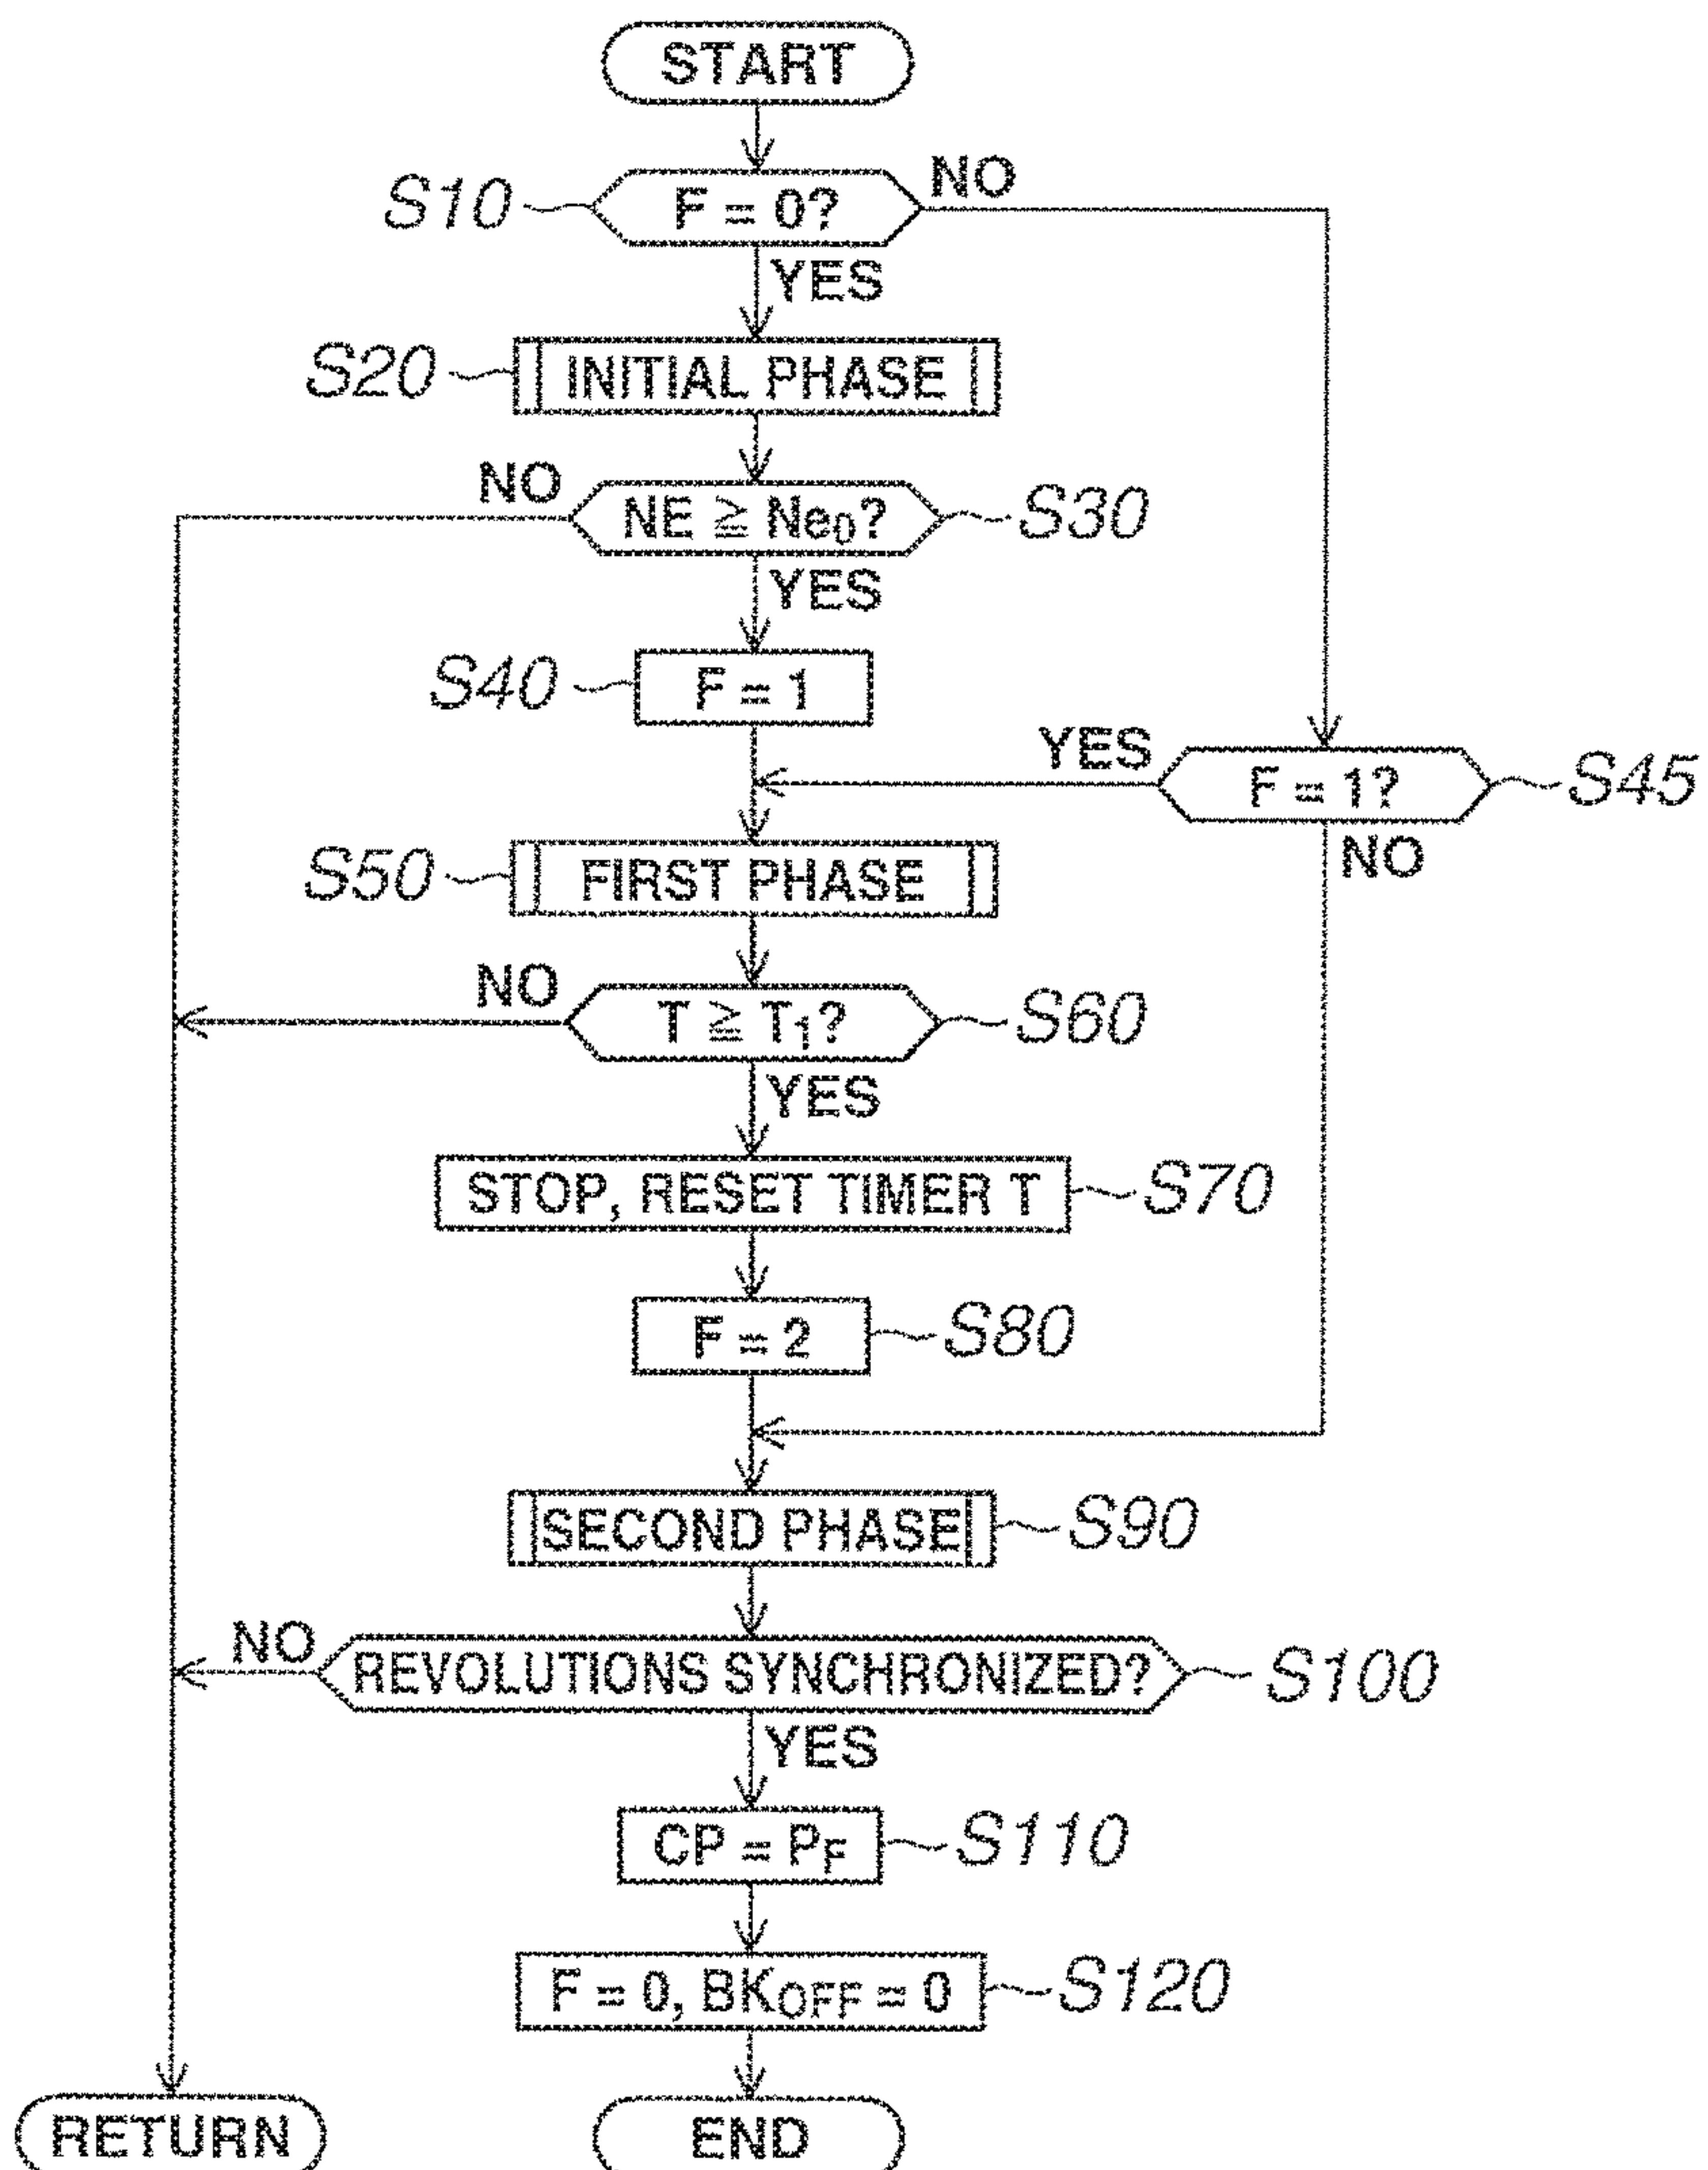 START
S10
F = 0?
NO
YES
S20
INITIAL PHASE
NO
NE ≧ Ne0?
S30
YES
S40
F = 1
YES
F = 1?
S45
NO
S50
FIRST PHASE
NO
T ≧ T1?
S60
YES
STOP, RESET TIMER T
S70
F = 2
S80
SECOND PHASE
S90
NO
REVOLUTIONS SYNCHRONIZED?
S100
YES
CP = PF
S110
F = 0, BKOFF = 0
S120
RETURN
END